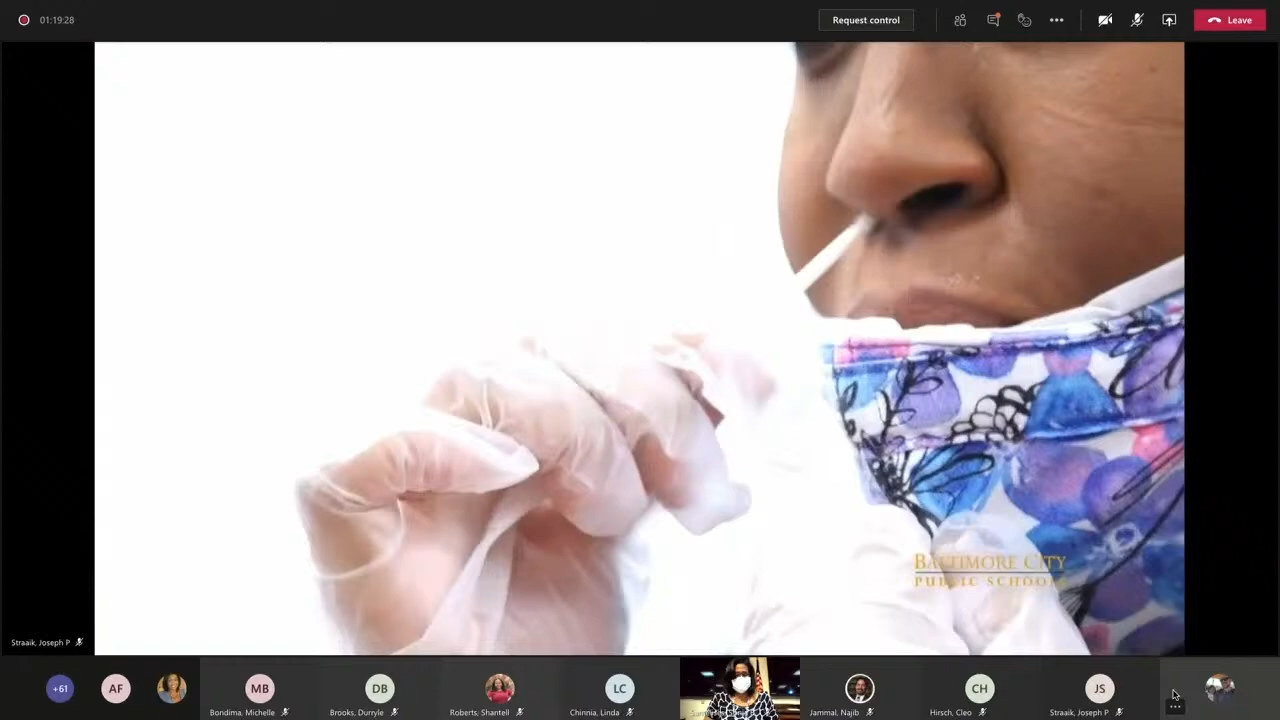 01:19:28
Request control
Leave
BALTIMORE CITY
PUBLIC SCHOOLS
Straaik, Joseph P
+61
AF
MB
DB
LC
CH
JS
Bondima, Michelle
Brooks, Durryle
Roberts, Shantell
Chinnia, Linda
Jammal, Najib
Hirsch, Cleo
Straaik, Joseph P